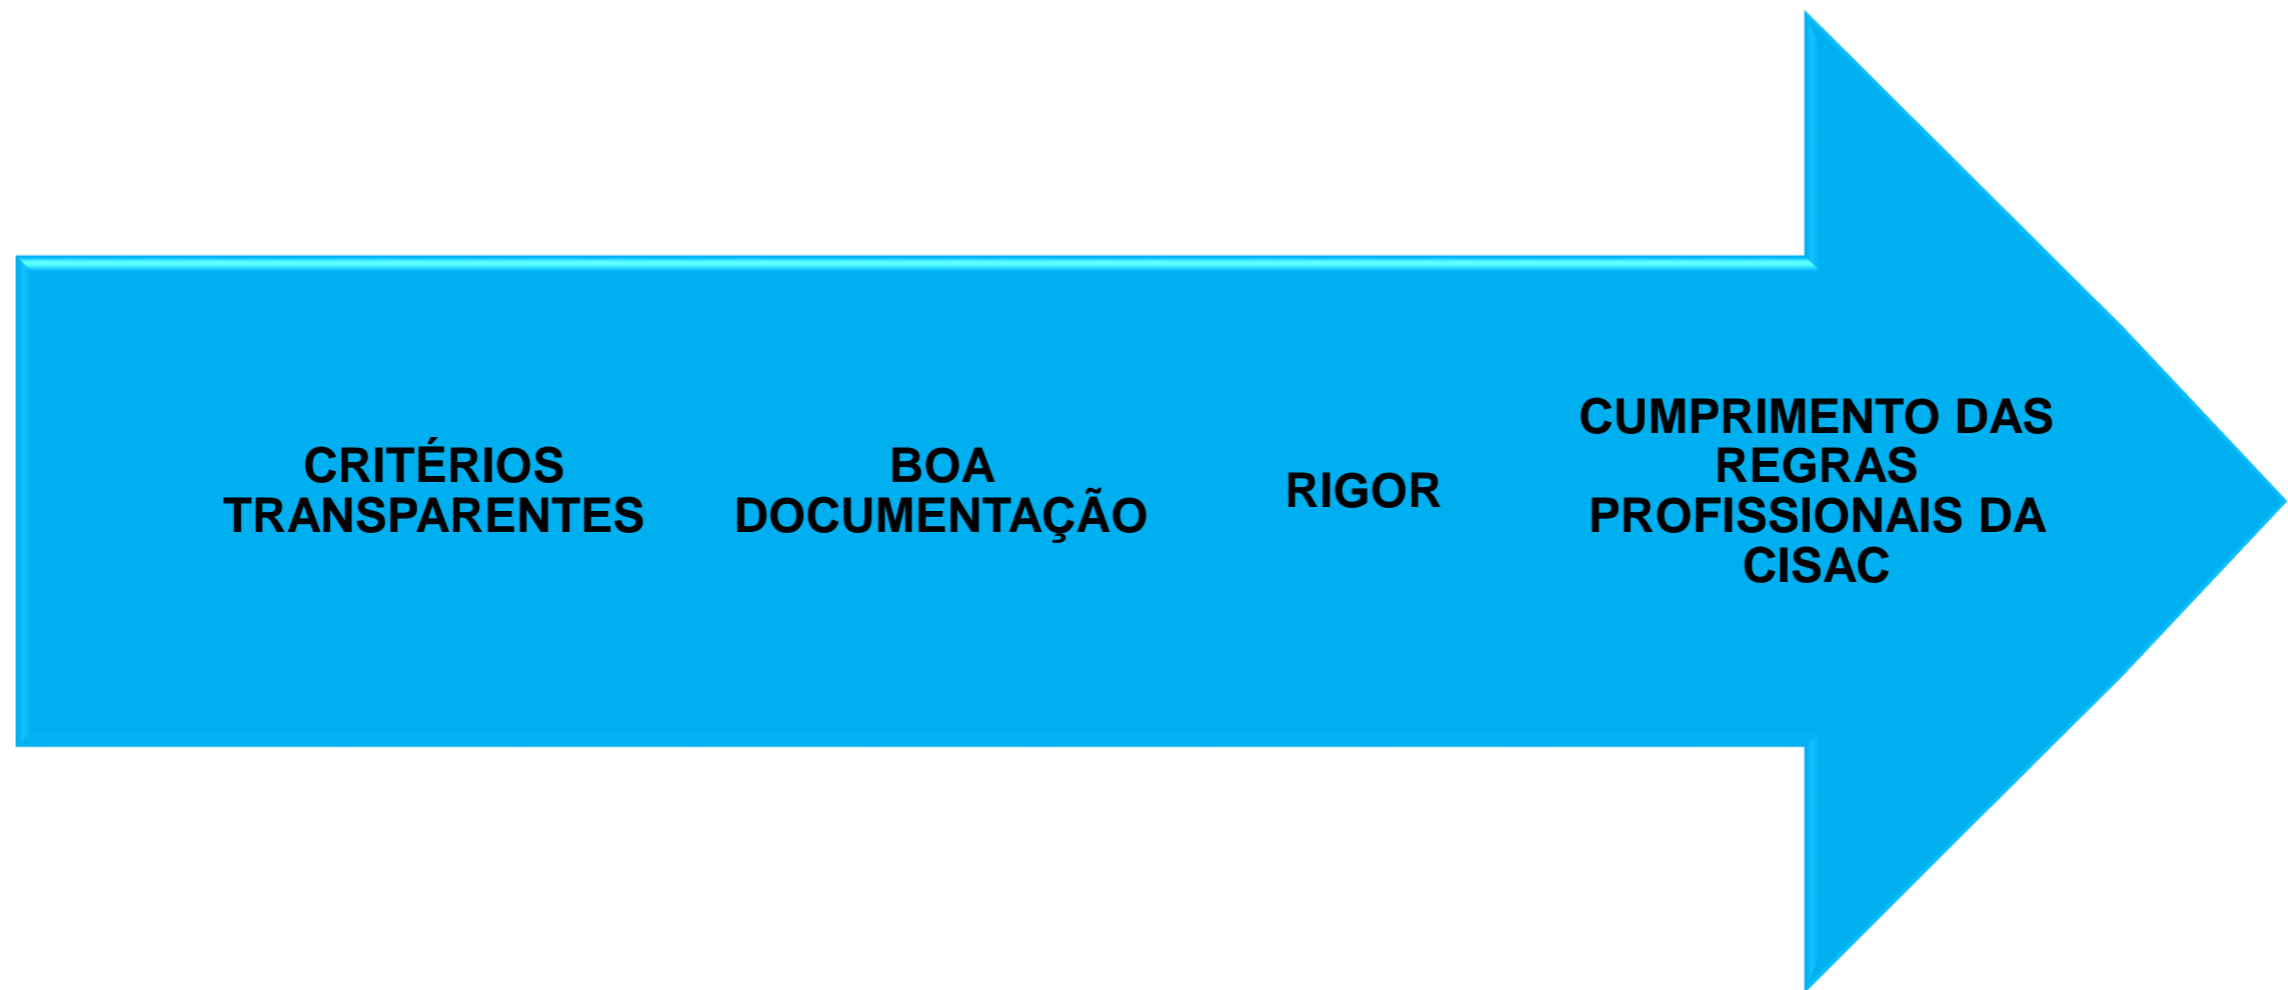 CRITÉRIOS
TRANSPARENTES
BOA
DOCUMENTAÇÃO
RIGOR
CUMPRIMENTO DAS
REGRAS
PROFISSIONAIS DA
CISAC